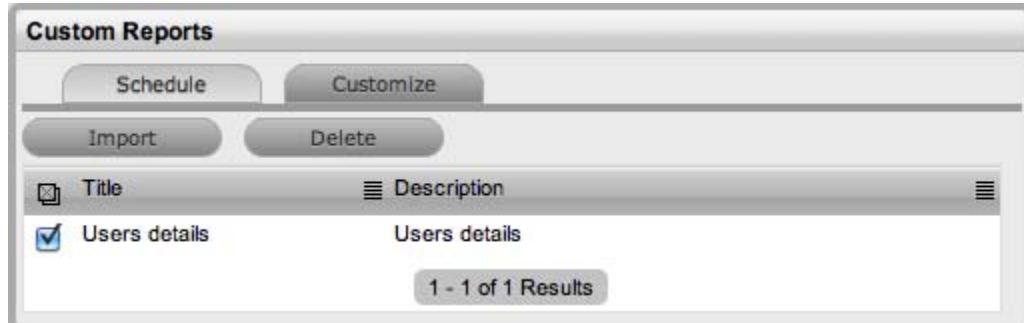 Custom Reports
Schedule Customize
Import Delete
Title Description
Users details Users details
1 - 1 of 1 Results